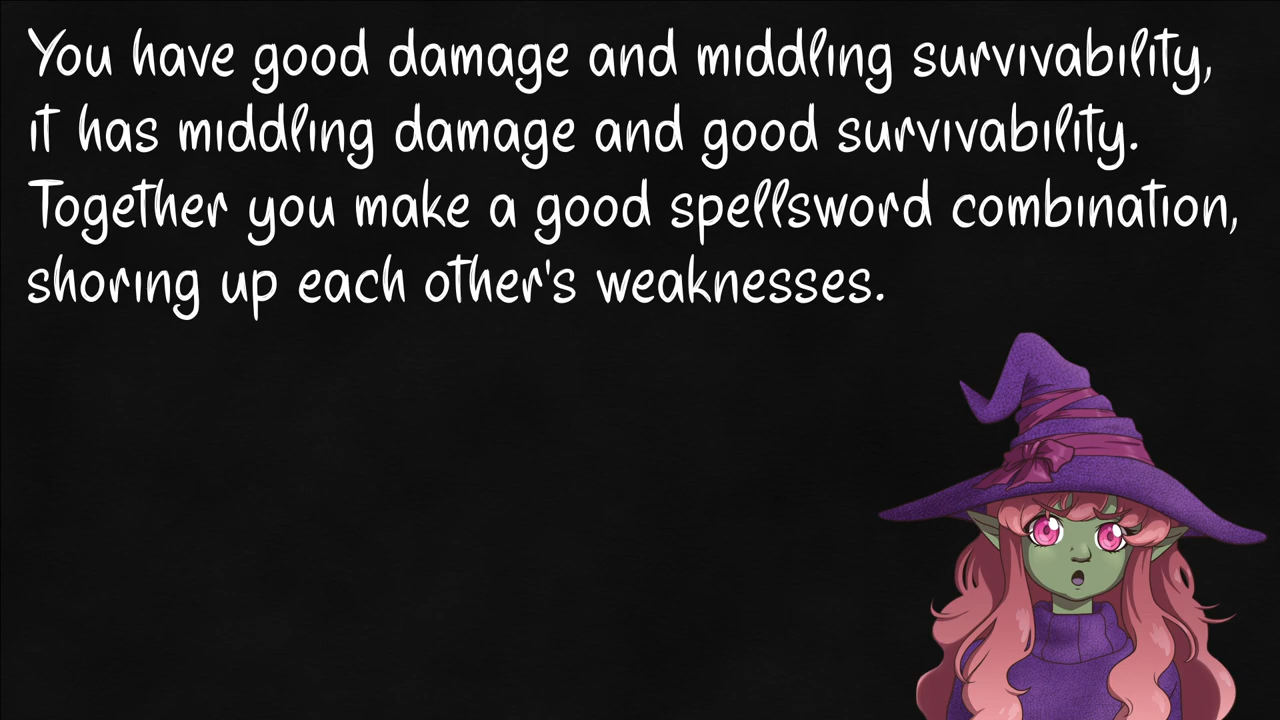 You have good damage and middling survivability,
it has middling damage and good survivability.
Together you make a good spellsword combination,
shoring up each other's weaknesses.